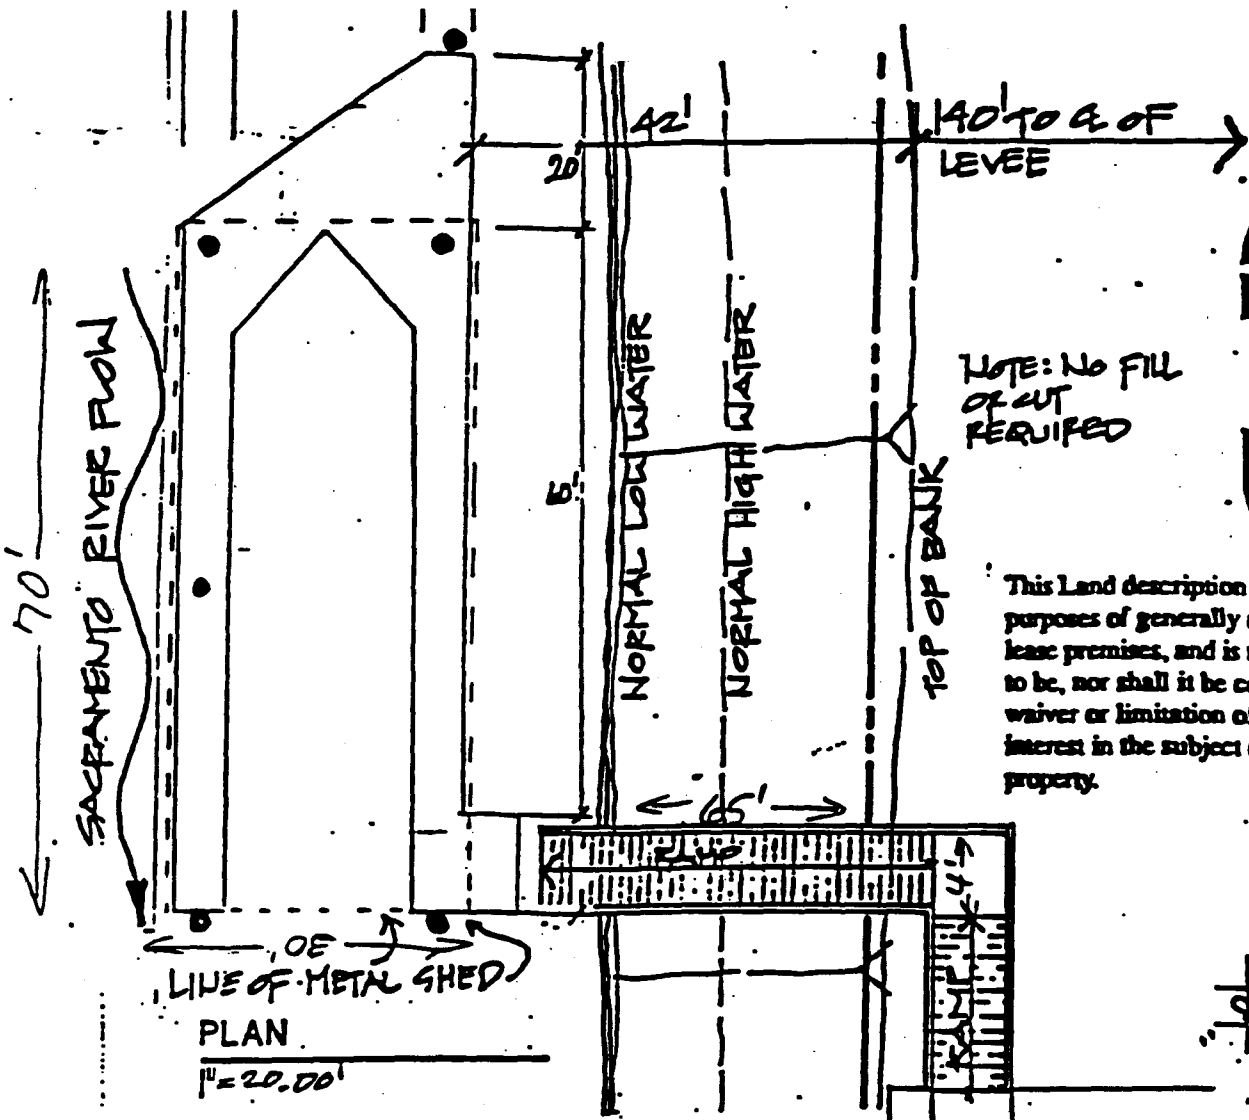 42'
140' TO ℄ OF
LEVEE
20'
NOTE: NO FILL
OR CUT
REQUIRED
SACRAMENTO RIVER FLOW
70'
NORMAL LOW WATER
NORMAL HIGH WATER
TOP OF BANK
This Land description
purposes of generally
lease premises, and is
to be, nor shall it be
waiver or limitation of
interest in the subject
property.
65'
4'
30'
LINE OF METAL SHED
RAMP
PLAN
1"=20.00'